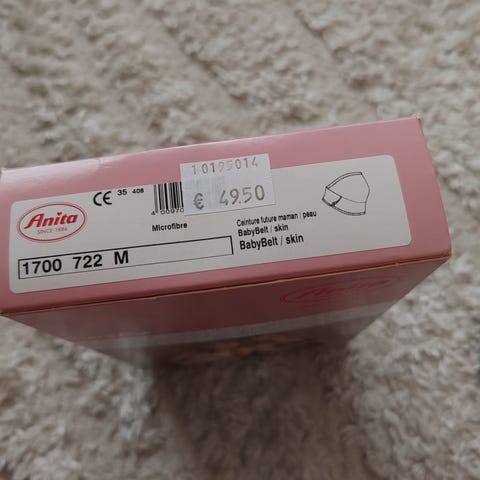 10195014
€ 49.50
Anita
SINCE 1886
CE 35 408
4 00970
Microfibre
1700 722 M
Ceinture future maman / peau
BabyBelt / skin
BabyBelt / skin
Anita